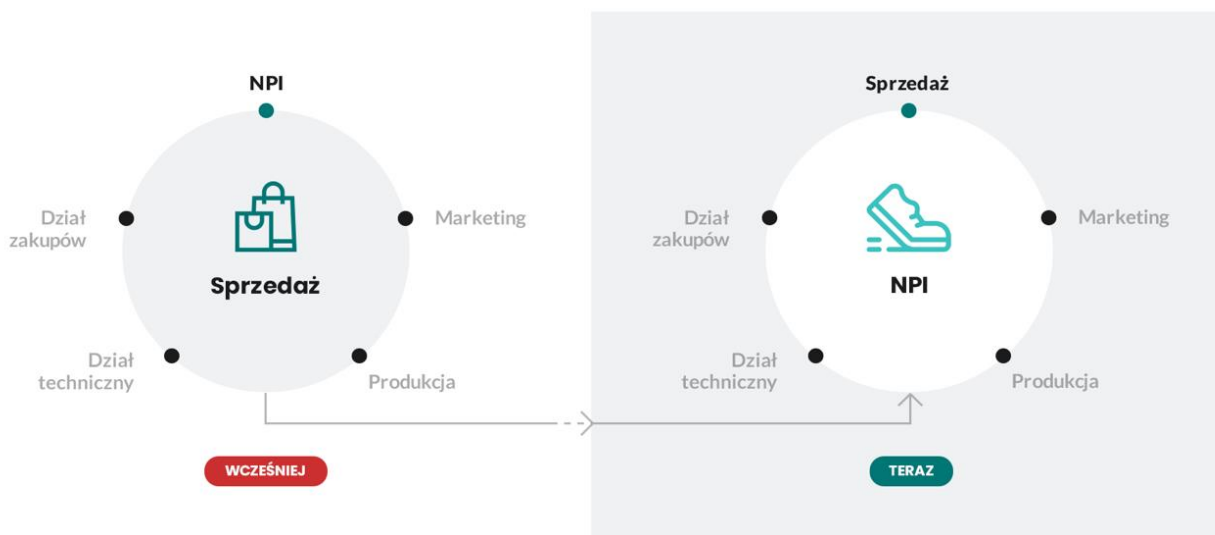 NPI
Dział
zakupów
Marketing
Sprzedaż
Dział
techniczny
Produkcja
WCZEŚNIEJ
Sprzedaż
Dział
zakupów
Marketing
NPI
Dział
techniczny
Produkcja
TERAZ